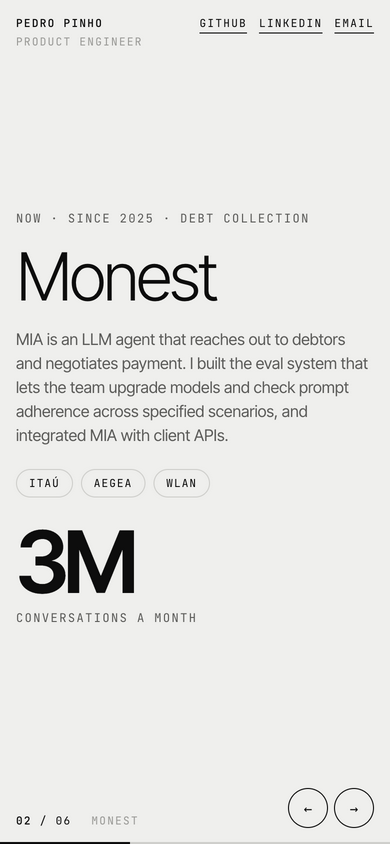 PEDRO PINHO
PRODUCT ENGINEER
GITHUB LINKEDIN EMAIL
NOW · SINCE 2025 · DEBT COLLECTION
Monest
MIA is an LLM agent that reaches out to debtors
and negotiates payment. I built the eval system that
lets the team upgrade models and check prompt
adherence across specified scenarios, and
integrated MIA with client APIs.
ITAÚ AEGEA WLAN
3M
CONVERSATIONS A MONTH
02 / 06 MONEST
← →